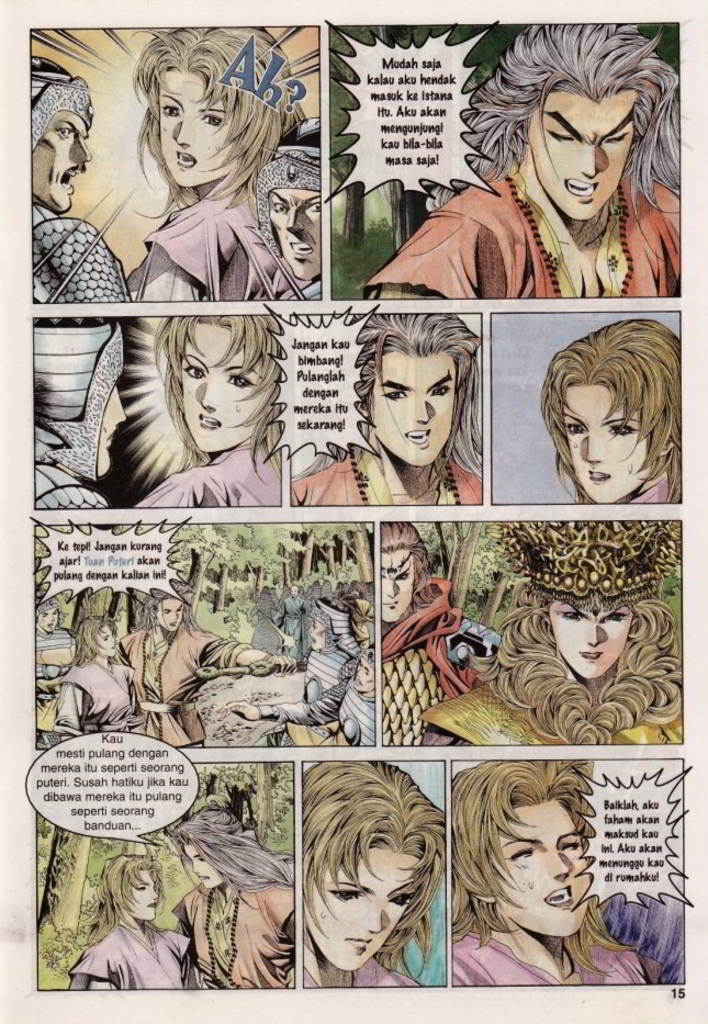 Ah?
Mudah saja
kalau aku hendak
masuk ke istana
itu. Aku akan
mengunjungi
kau bila-bila
masa saja!
Jangan kau
bimbang!
Pulanglah
dengan
mereka itu
sekarang!
Ke tepi! Jangan kurang
ajar! Tuan Puteri akan
pulang dengan kalian ini!
Kau
mesti pulang dengan
mereka itu seperti seorang
puteri. Susah hatiku jika kau
dibawa mereka itu pulang
seperti seorang
banduan...
Baiklah, aku
faham akan
maksud kau
ini. Aku akan
menunggu kau
di rumahku!
15